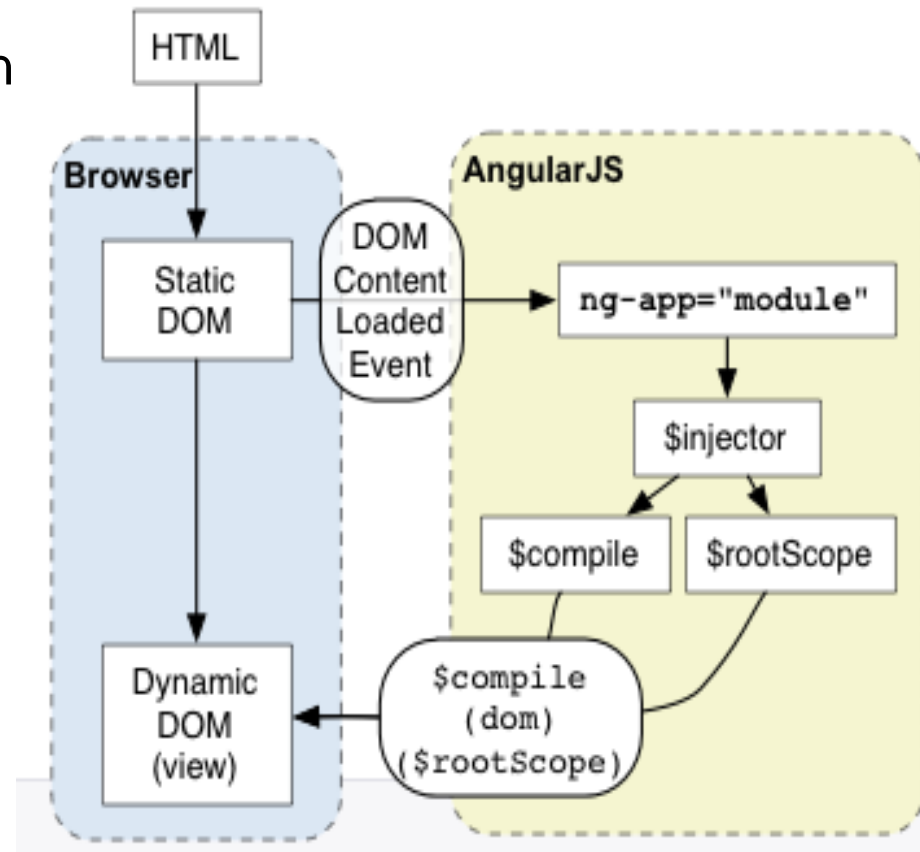 HTML
n
Browser
AngularJS
DOM
Content
Loaded
Event
Static
DOM
ng-app="module"
$injector
$compile
$rootScope
Dynamic
DOM
(view)
$compile
(dom)
($rootScope)